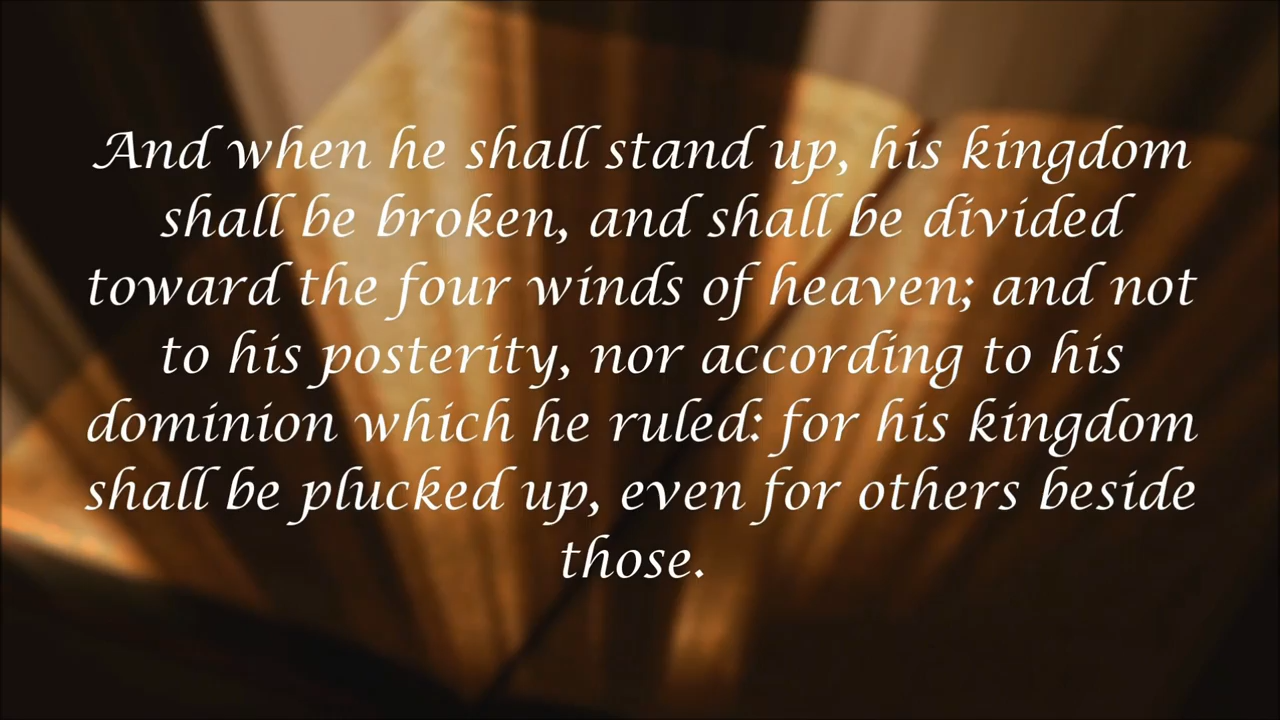 And when he shall stand up, his kingdom
shall be broken, and shall be divided
toward the four winds of heaven; and not
to his posterity, nor according to his
dominion which he ruled: for his kingdom
shall be plucked up, even for others beside
those.